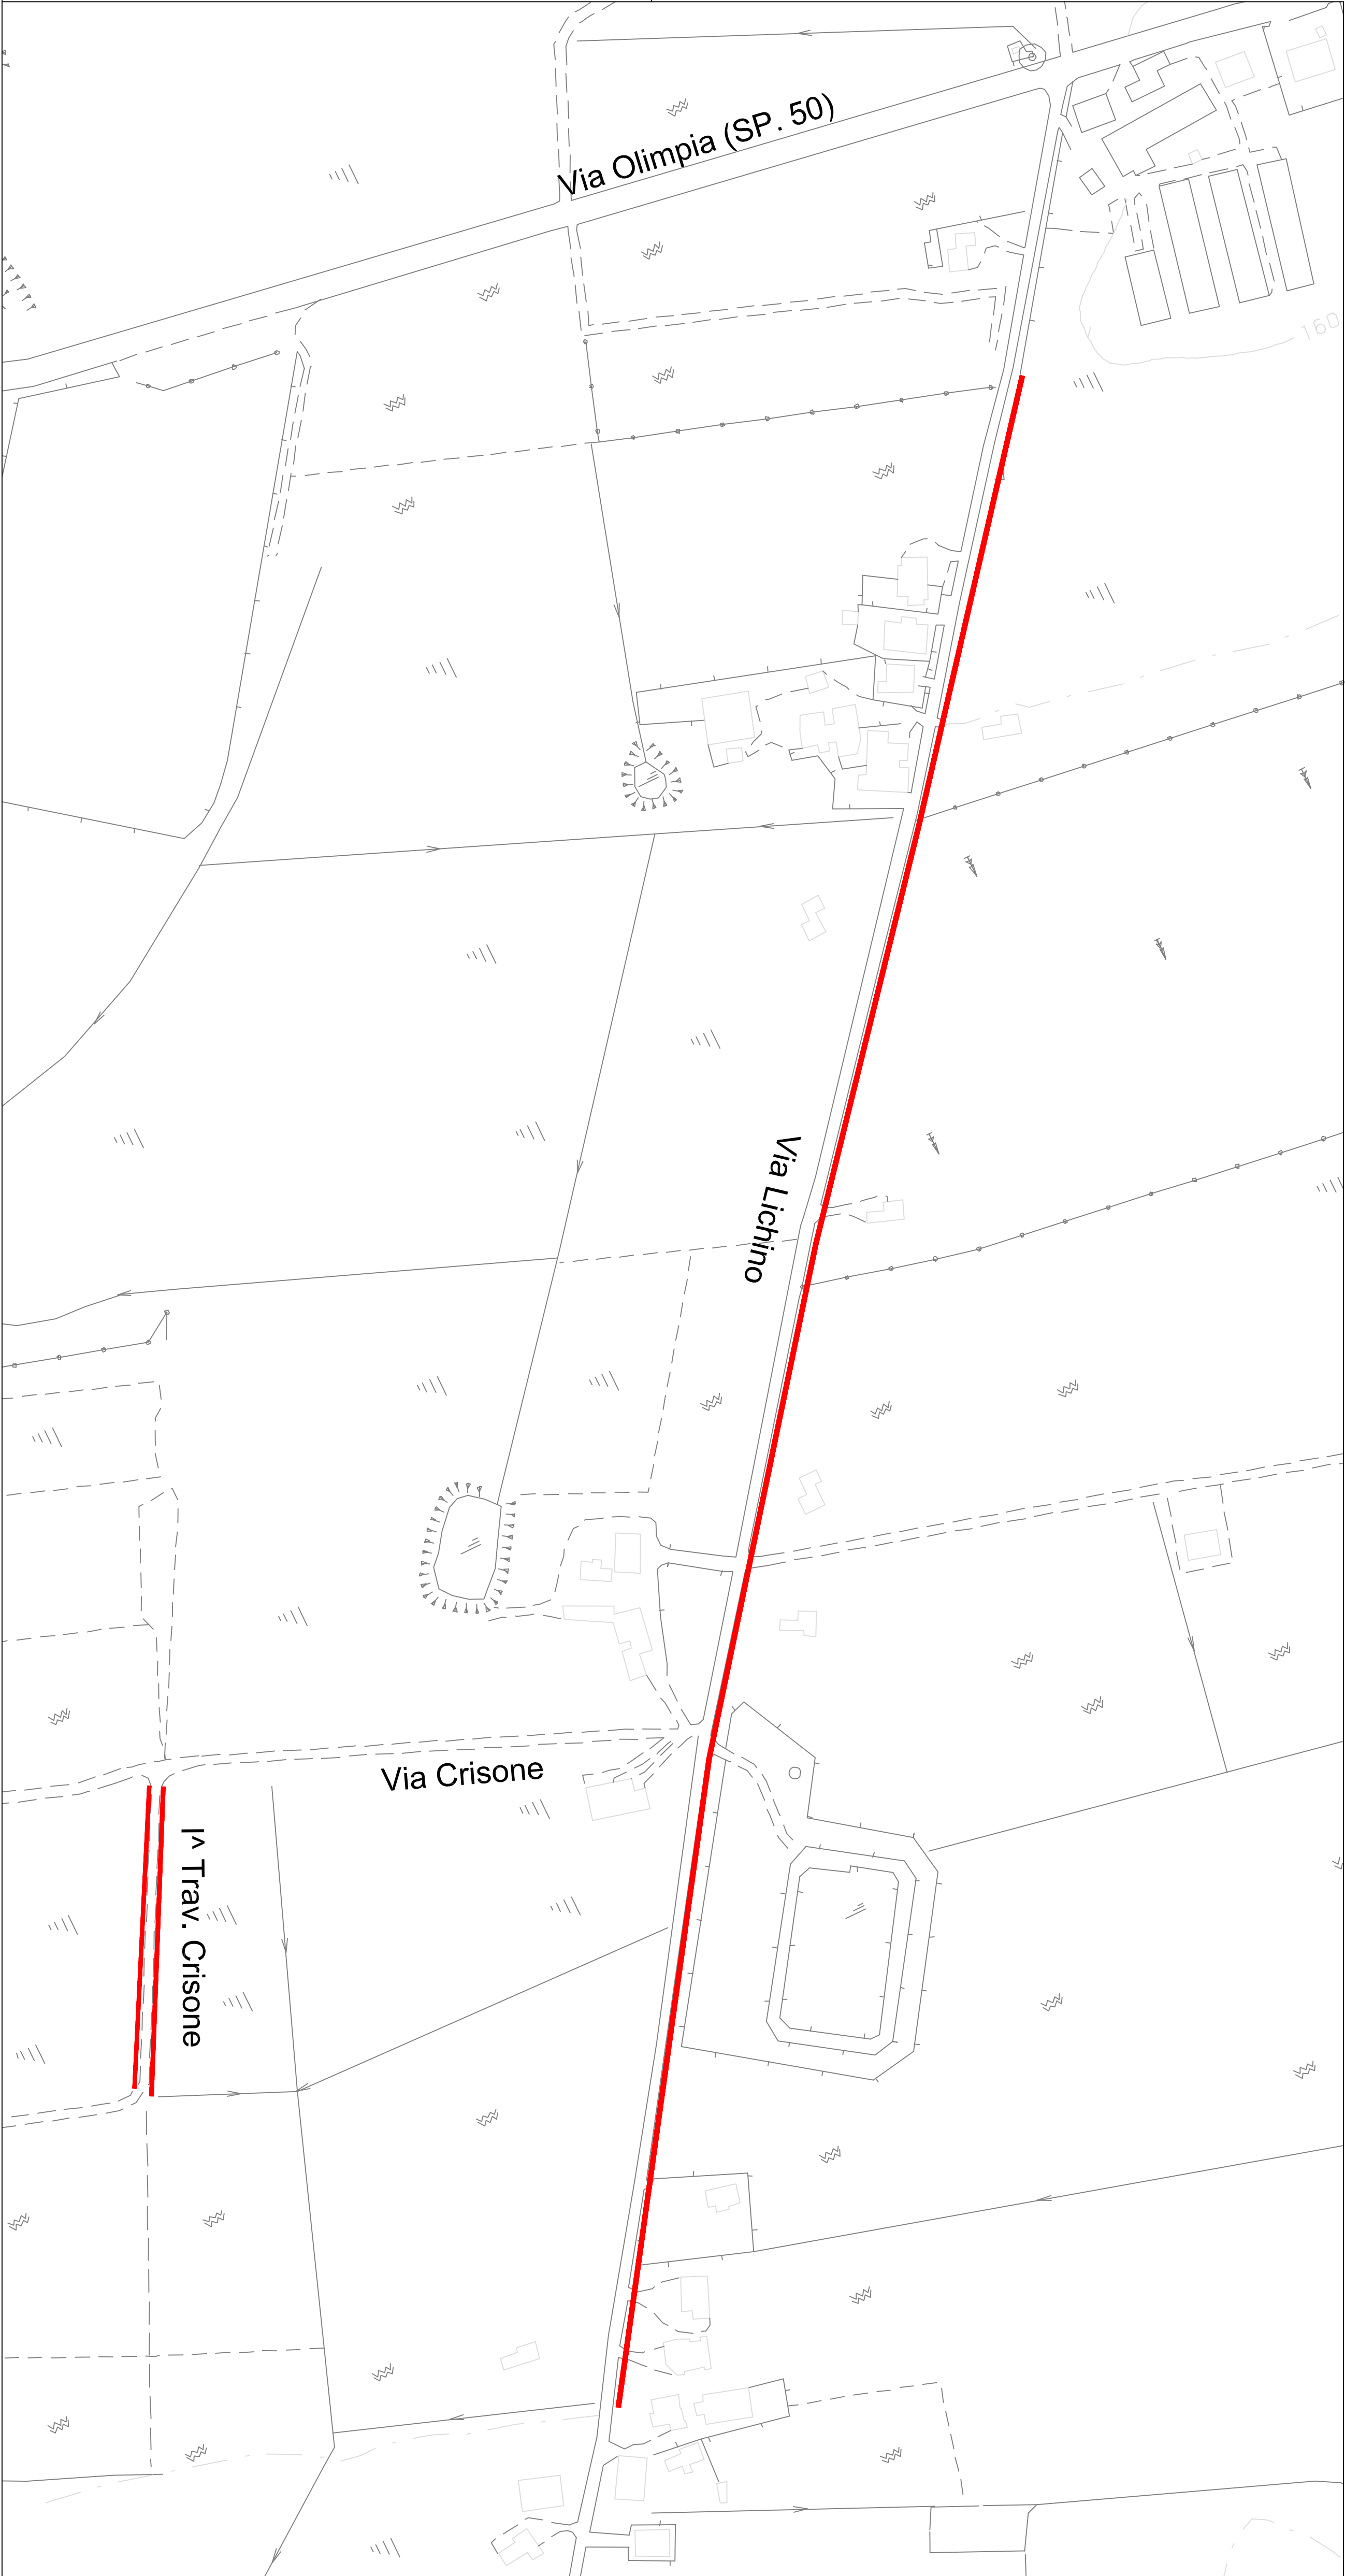 Via Olimpia (SP. 50)
160
Via Lichino
Via Crisone
I^ Trav. Crisone